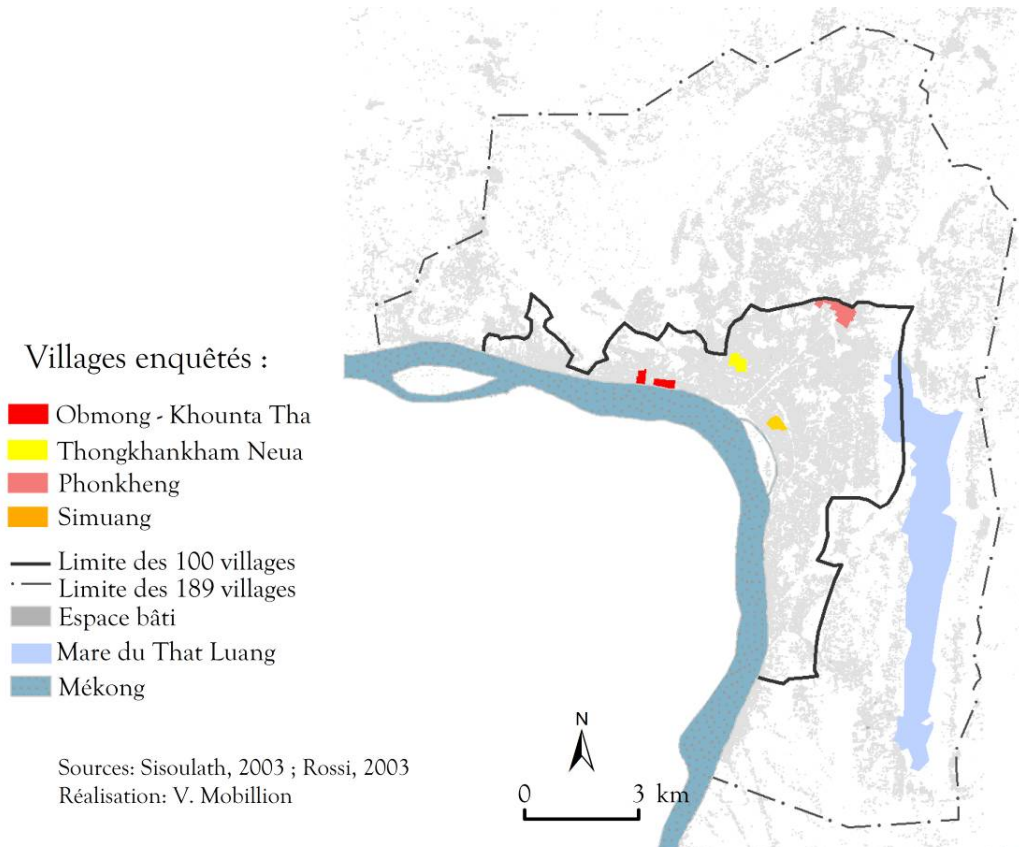 Villages enquêtés :
Obmong - Khounta Tha
Thongkhankham Neua
Phonkheng
Simuang
Limite des 100 villages
Limite des 189 villages
Espace bâti
Mare du That Luang
Mékong
Sources: Sisoulath, 2003 ; Rossi, 2003
Réalisation: V. Mobillion
N
0 3 km